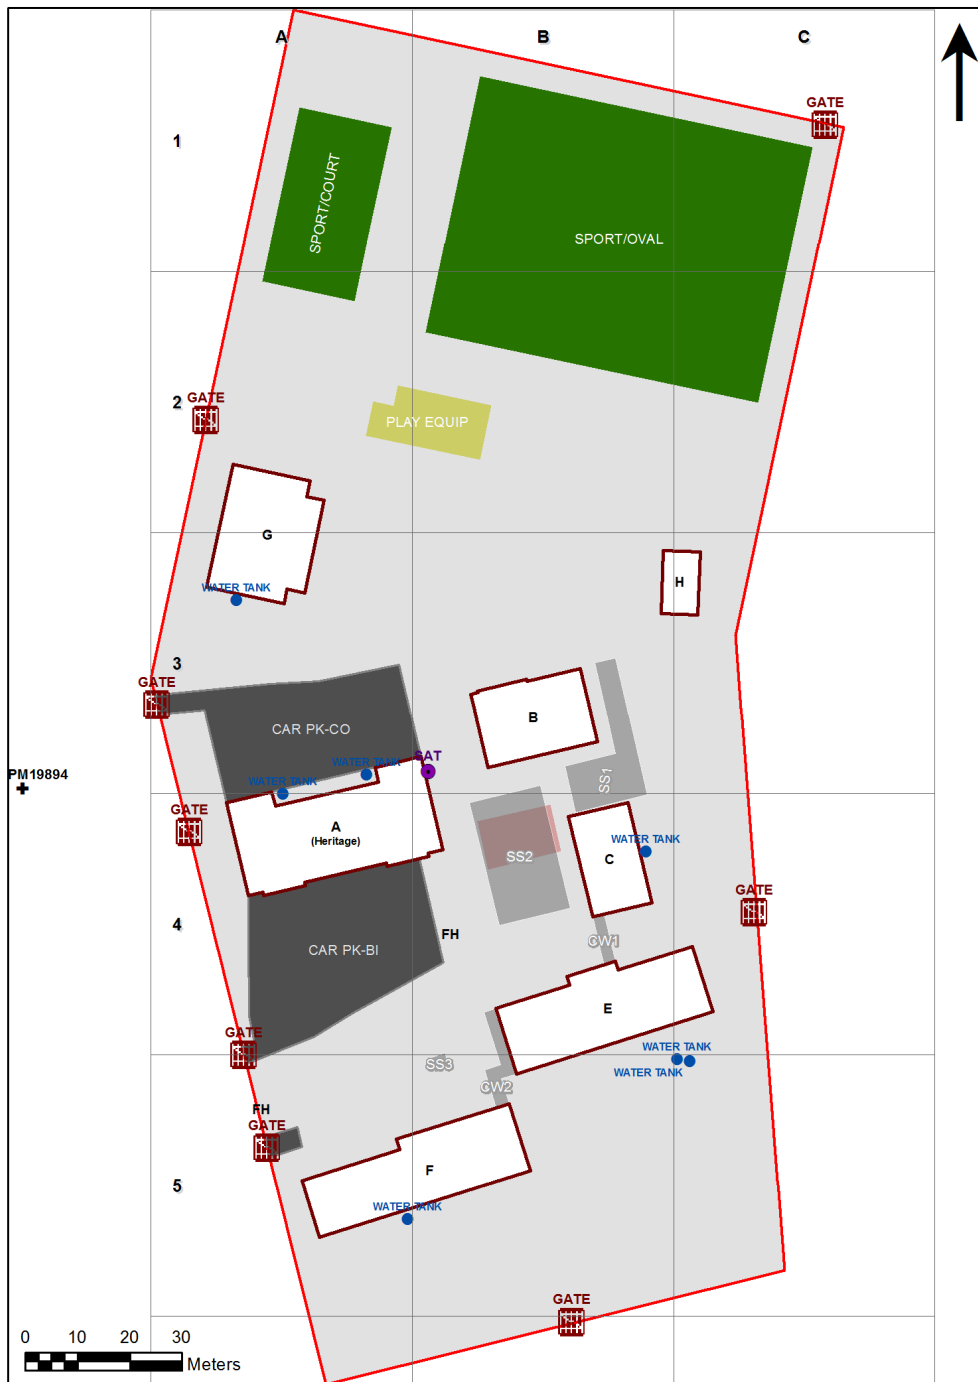 A B C
GATE
1
SPORT/COURT
SPORT/OVAL
2
GATE
PLAY EQUIP
G
WATER TANK
H
3
GATE
B
CAR PK-CO
SAT
WATER TANK
WATER TANK
SS1
PM19894
GATE
A
(Heritage)
SS2
C
WATER TANK
GATE
4
FH
CAR PK-BI
CW1
E
GATE
WATER TANK
SS3
WATER TANK
CW2
FH
GATE
F
5
WATER TANK
GATE
0 10 20 30
Meters